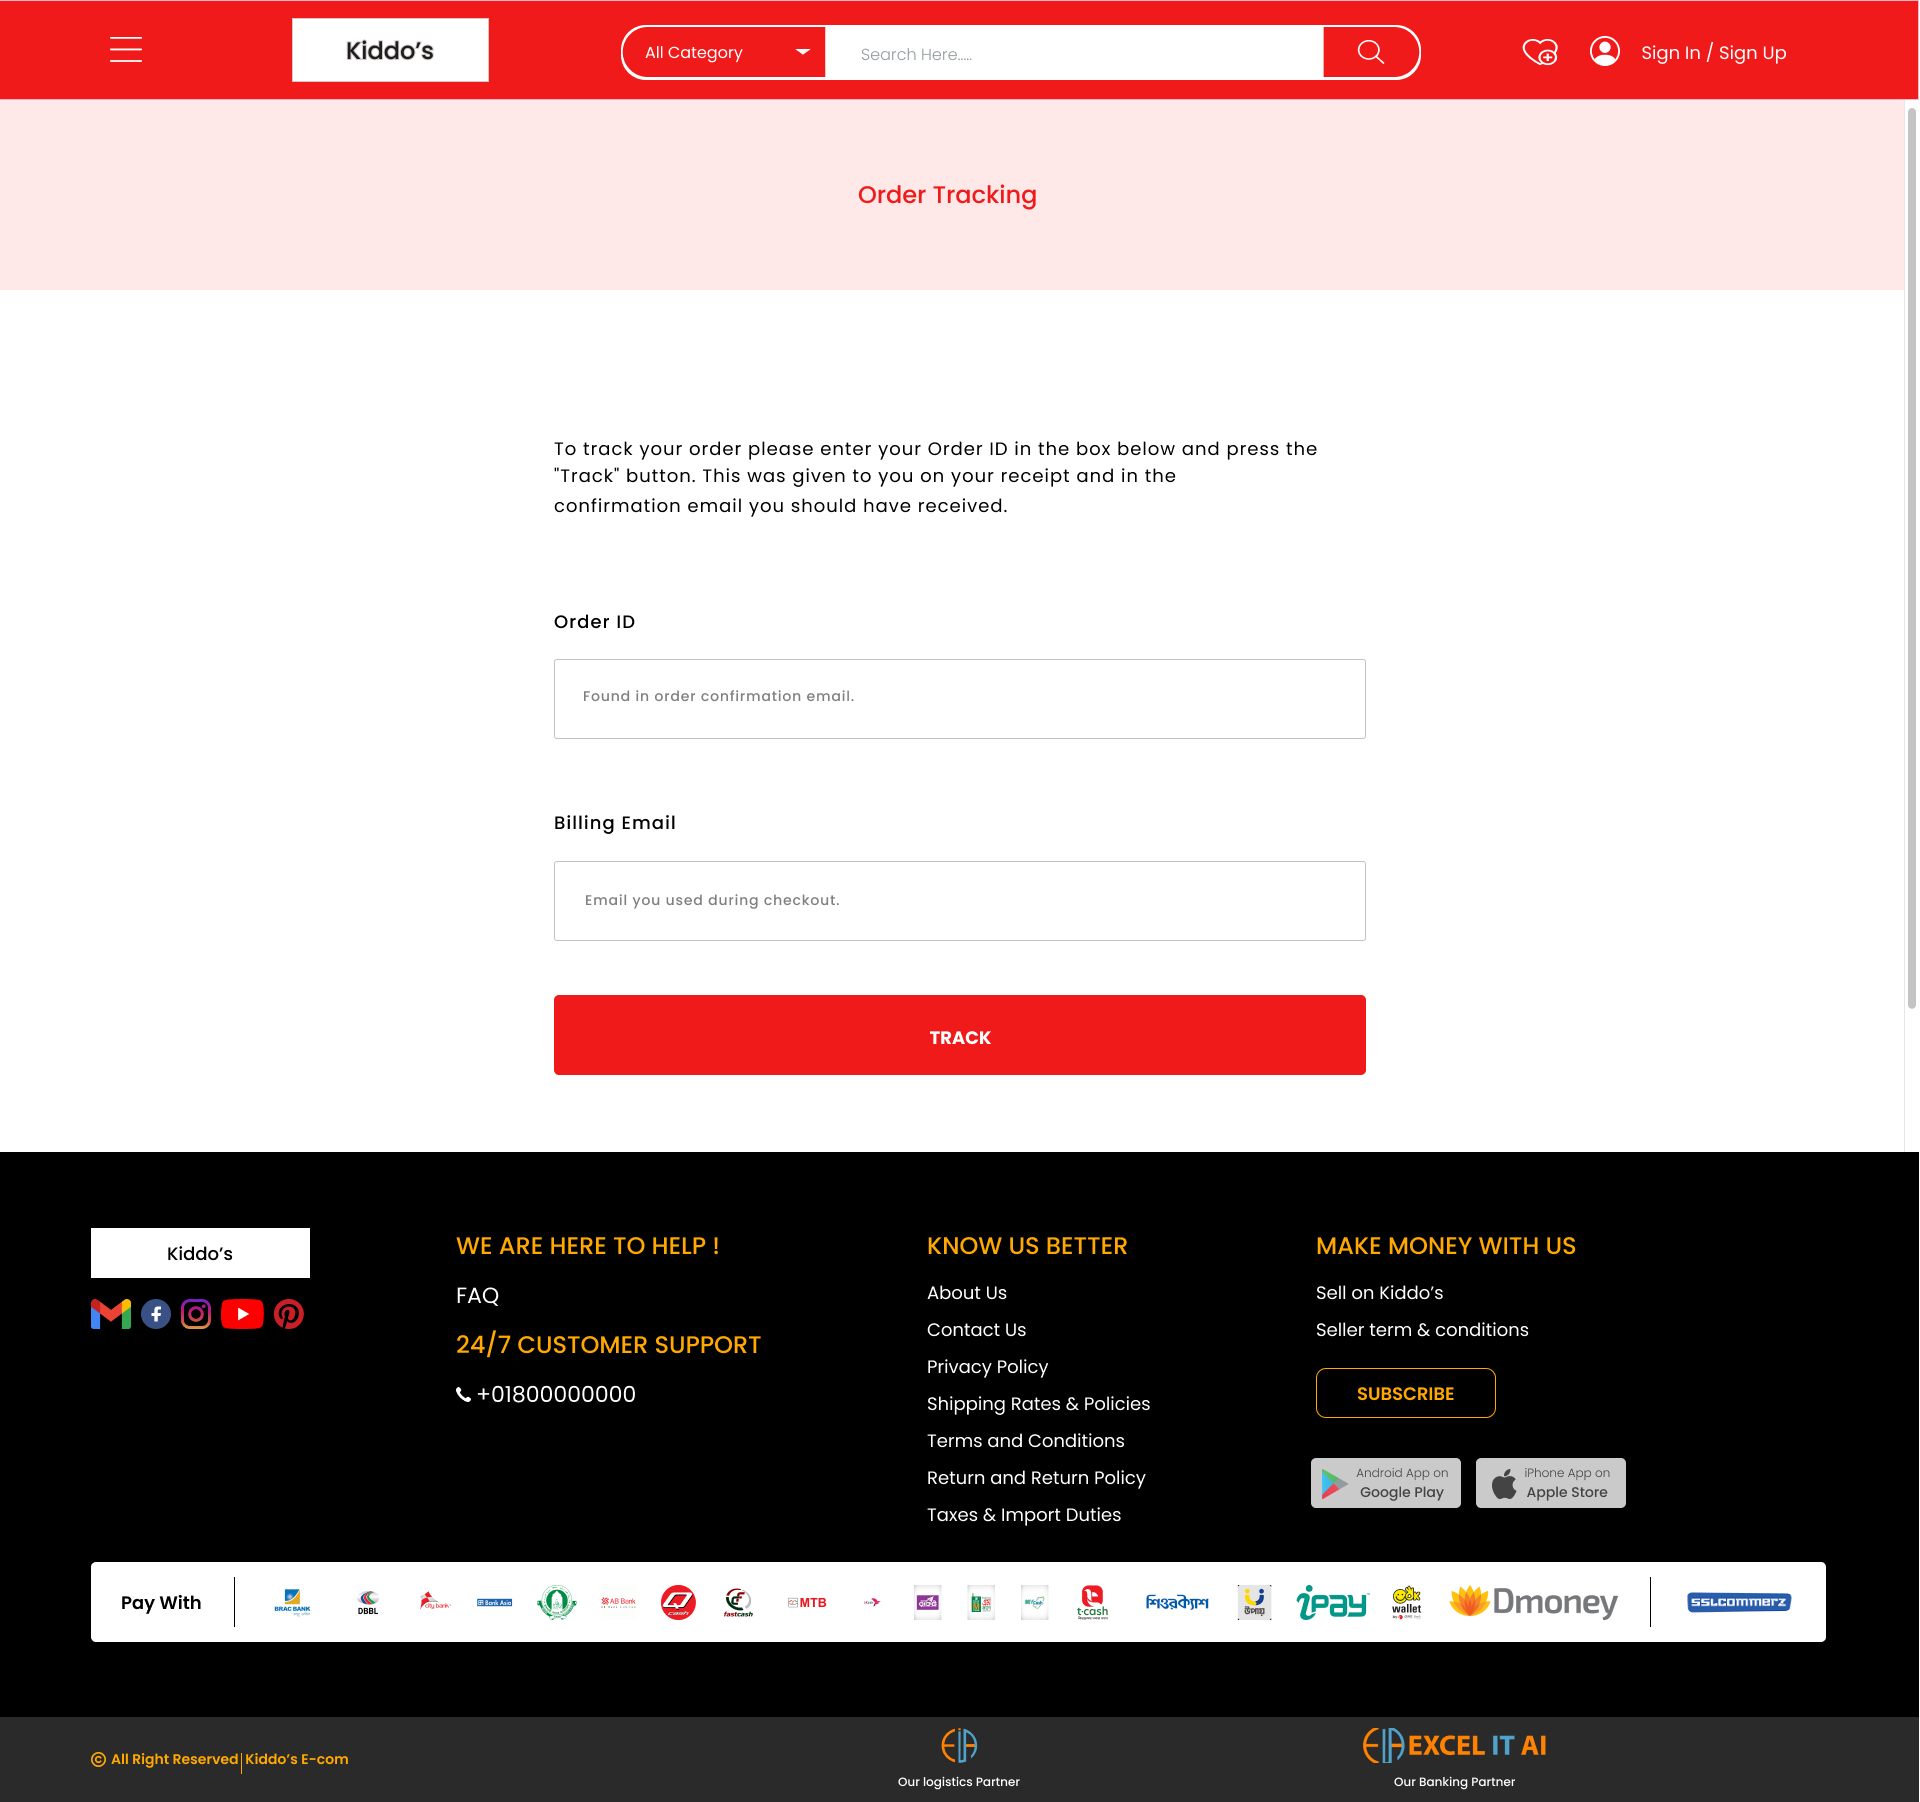 Kiddo's
All Category
Search Here.....
Sign In / Sign Up
Order Tracking
To track your order please enter your Order ID in the box below and press the
"Track" button. This was given to you on your receipt and in the
confirmation email you should have received.
Order ID
Found in order confirmation email.
Billing Email
Email you used during checkout.
TRACK
Kiddo's
WE ARE HERE TO HELP !
FAQ
24/7 CUSTOMER SUPPORT
+01800000000
KNOW US BETTER
About Us
Contact Us
Privacy Policy
Shipping Rates & Policies
Terms and Conditions
Return and Return Policy
Taxes & Import Duties
MAKE MONEY WITH US
Sell on Kiddo's
Seller term & conditions
SUBSCRIBE
Android App on
Google Play
iPhone App on
Apple Store
Pay With
BRAC BANK
DBBL
city bank
Bank Asia
AB Bank
cash
fastcash
MTB
t-cash
শিওরক্যাশ
উপায়
ipay
ok
wallet
Dmoney
SSLCOMMERZ
© All Right Reserved | Kiddo's E-com
Our logistics Partner
EXCEL IT AI
Our Banking Partner